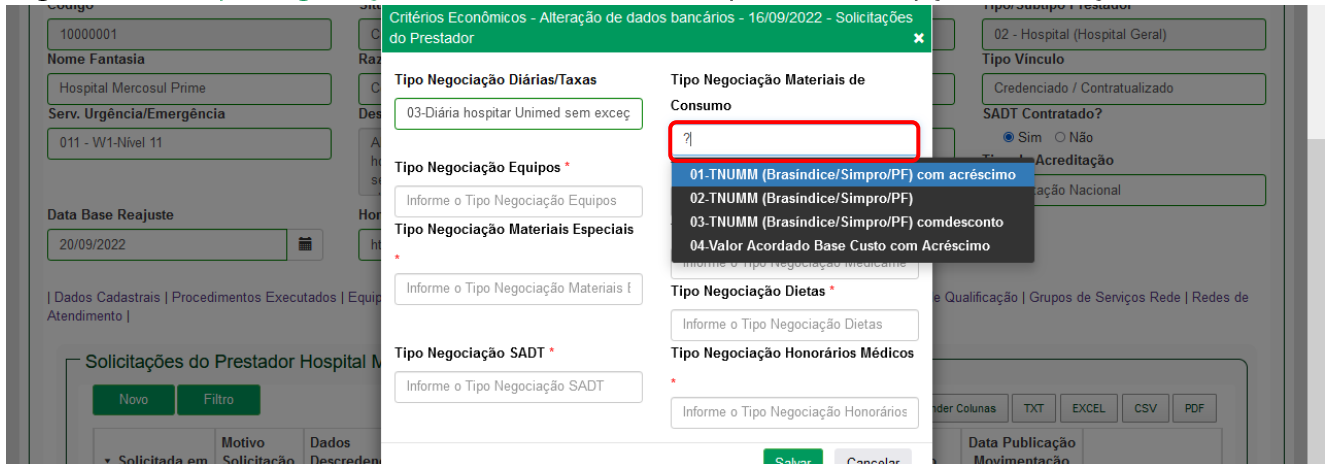 Código
Tipo/Subtipo Prestador
10000001
02 - Hospital (Hospital Geral)
Nome Fantasia
Tipo Vínculo
Hospital Mercosul Prime
Credenciado / Contratualizado
Serv. Urgência/Emergência
SADT Contratado?
011 - W1-Nível 11
Sim Não
Acreditação
Nacional
Data Base Reajuste
20/09/2022
| Dados Cadastrais | Procedimentos Executados |
Qualificação | Grupos de Serviços Rede | Redes de
Atendimento |
Critérios Econômicos - Alteração de dados bancários - 16/09/2022 - Solicitações
do Prestador ×
Tipo Negociação Diárias/Taxas
03-Diária hospitar Unimed sem exceç
Tipo Negociação Materiais de
Consumo
?
01-TNUMM (Brasíndice/Simpro/PF) com acréscimo
02-TNUMM (Brasíndice/Simpro/PF)
03-TNUMM (Brasíndice/Simpro/PF) comdesconto
04-Valor Acordado Base Custo com Acréscimo
Tipo Negociação Equipos *
Informe o Tipo Negociação Equipos
Tipo Negociação Materiais Especiais
*
Informe o Tipo Negociação Materiais E
Informe o Tipo Negociação Medicame
Tipo Negociação Dietas *
Informe o Tipo Negociação Dietas
Tipo Negociação SADT *
Informe o Tipo Negociação SADT
Tipo Negociação Honorários Médicos
*
Informe o Tipo Negociação Honorários
Salvar Cancelar
Solicitações do Prestador
Novo Filtro
Colunas TXT EXCEL CSV PDF
Solicitada em
Motivo
Solicitação
Dados
Data Publicação
Movimentação